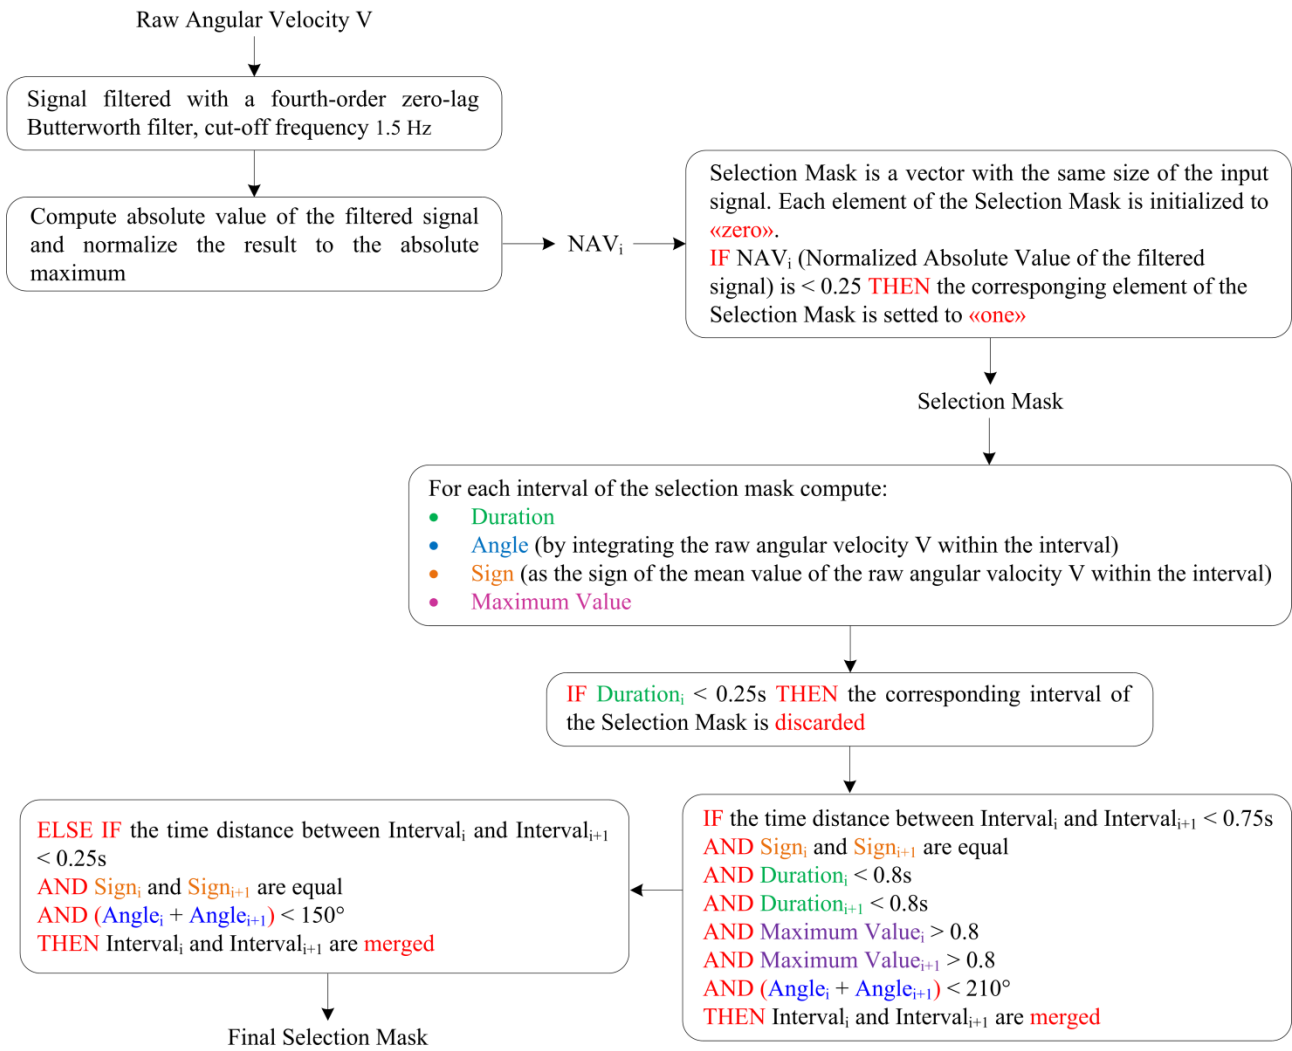 Raw Angular Velocity V
Signal filtered with a fourth-order zero-lag
Butterworth filter, cut-off frequency 1.5 Hz
Compute absolute value of the filtered signal
and normalize the result to the absolute
maximum
NAVi
Selection Mask is a vector with the same size of the input
signal. Each element of the Selection Mask is initialized to
«zero».
IF NAVi (Normalized Absolute Value of the filtered
signal) is < 0.25 THEN the corresponging element of the
Selection Mask is setted to «one»
Selection Mask
For each interval of the selection mask compute:
• Duration
• Angle (by integrating the raw angular velocity V within the interval)
• Sign (as the sign of the mean value of the raw angular valocity V within the interval)
• Maximum Value
IF Durationi < 0.25s THEN the corresponding interval of
the Selection Mask is discarded
IF the time distance between Intervali and Intervali+1 < 0.75s
AND Signi and Signi+1 are equal
AND Durationi < 0.8s
AND Durationi+1 < 0.8s
AND Maximum Valuei > 0.8
AND Maximum Valuei+1 > 0.8
AND (Anglei + Anglei+1) < 210°
THEN Intervali and Intervali+1 are merged
ELSE IF the time distance between Intervali and Intervali+1
< 0.25s
AND Signi and Signi+1 are equal
AND (Anglei + Anglei+1) < 150°
THEN Intervali and Intervali+1 are merged
Final Selection Mask